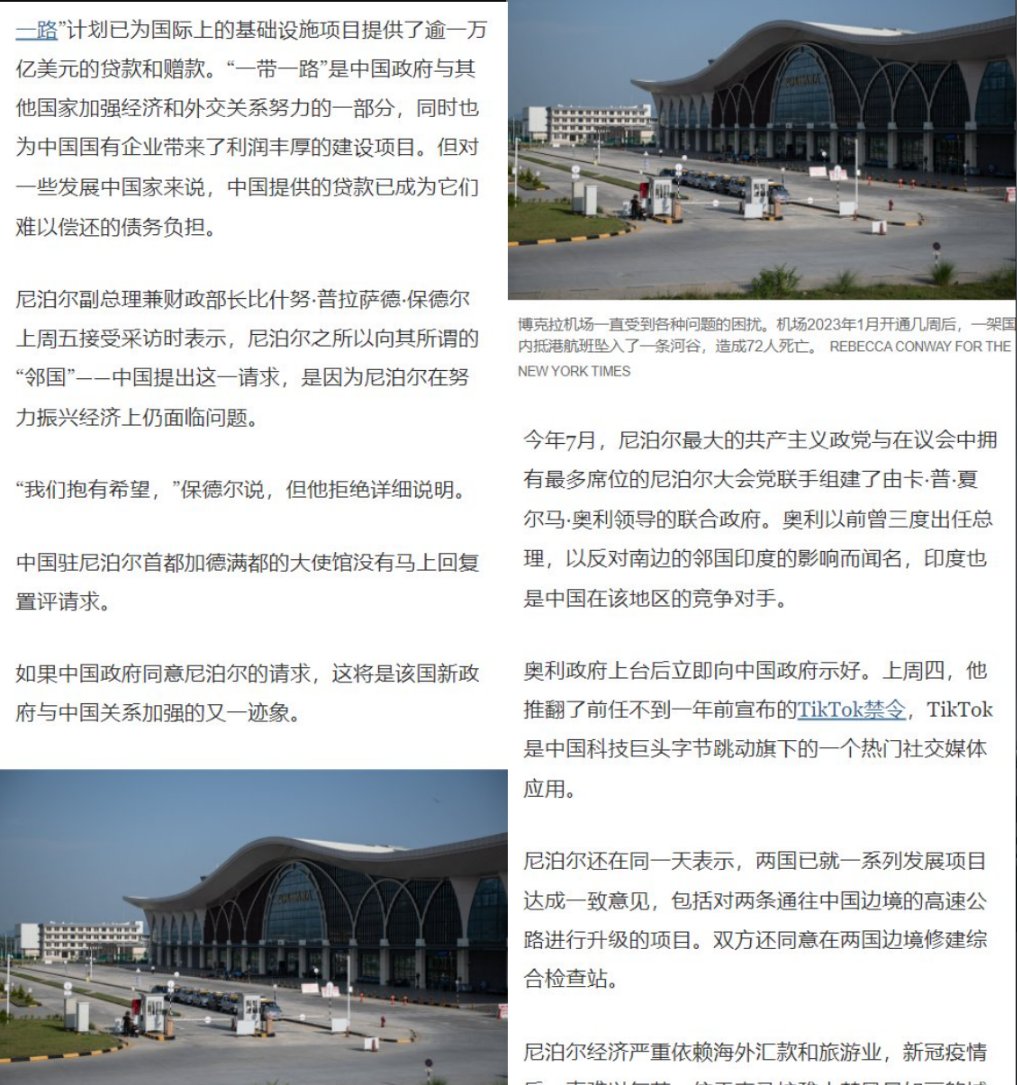 一路”计划已为国际上的基础设施项目提供了逾一万
亿美元的贷款和赠款。“一带一路”是中国政府与其
他国家加强经济和外交关系努力的一部分，同时也
为中国国有企业带来了利润丰厚的建设项目。但对
一些发展中国家来说，中国提供的贷款已成为它们
难以偿还的债务负担。
尼泊尔副总理兼财政部长比什努·普拉萨德·保德尔
上周五接受采访时表示，尼泊尔之所以向其所谓的
“邻国”——中国提出这一请求，是因为尼泊尔在努
力振兴经济上仍面临问题。
“我们抱有希望，”保德尔说，但他拒绝详细说明。
中国驻尼泊尔首都加德满都的大使馆没有马上回复
置评请求。
如果中国政府同意尼泊尔的请求，这将是该国新政
府与中国关系加强的又一迹象。
博克拉机场一直受到各种问题的困扰。机场2023年1月开通几周后，一架国
内抵港航班坠入了一条河谷，造成72人死亡。 REBECCA CONWAY FOR THE
NEW YORK TIMES
今年7月，尼泊尔最大的共产主义政党与在议会中拥
有最多席位的尼泊尔大会党联手组建了由卡·普·夏
尔马·奥利领导的联合政府。奥利以前曾三度出任总
理，以反对南边的邻国印度的影响而闻名，印度也
是中国在该地区的竞争对手。
奥利政府上台后立即向中国政府示好。上周四，他
推翻了前任不到一年前宣布的TikTok禁令，TikTok
是中国科技巨头字节跳动旗下的一个热门社交媒体
应用。
尼泊尔还在同一天表示，两国已就一系列发展项目
达成一致意见，包括对两条通往中国边境的高速公
路进行升级的项目。双方还同意在两国边境修建综
合检查站。
尼泊尔经济严重依赖海外汇款和旅游业，新冠疫情